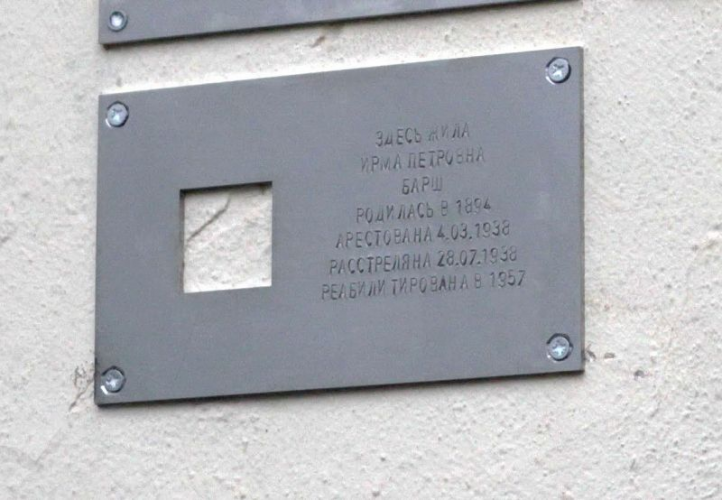 ЗДЕСЬ ЖИЛА
ИРМА ПЕТРОВНА
БАРШ
РОДИЛАСЬ В 1894
АРЕСТОВАНА 4.03.1938
РАССТРЕЛЯНА 28.07.1938
РЕАБИЛИТИРОВАНА В 1957